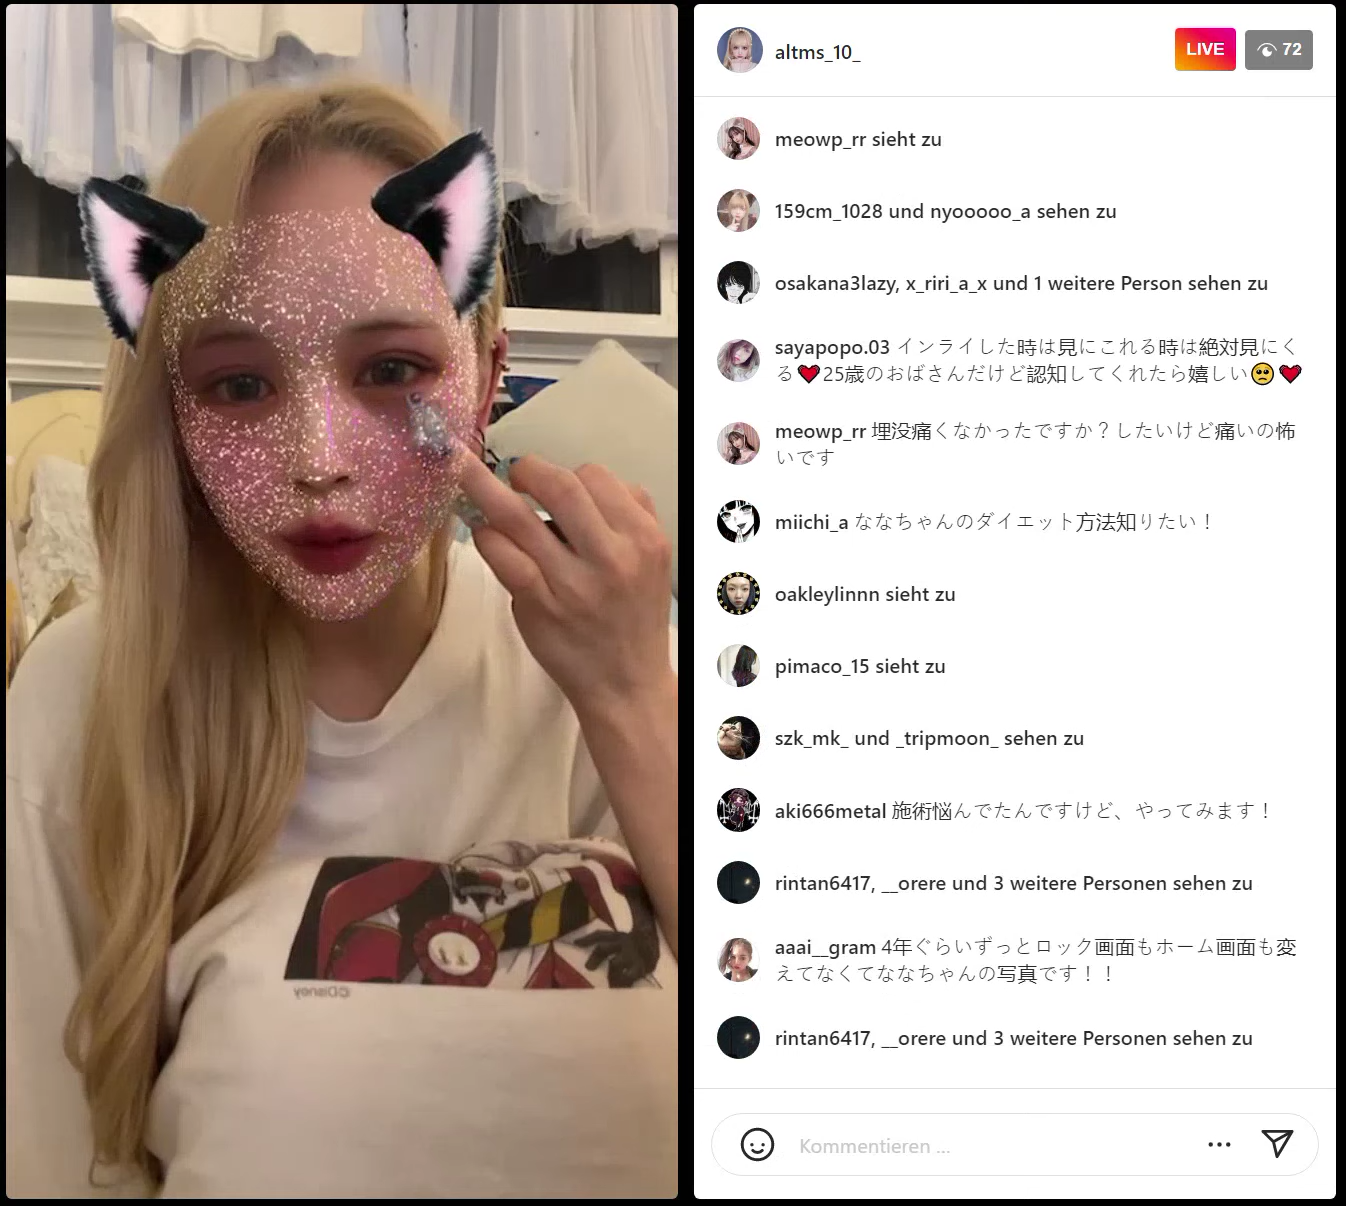 altms_10_
LIVE
72
meowp_rr sieht zu
159cm_1028 und nyooooo_a sehen zu
osakana3lazy, x_riri_a_x und 1 weitere Person sehen zu
sayapopo.03 インライした時は見にこれる時は絶対見にく
る❤️25歳のおばさんだけど認知してくれたら嬉しい🥺❤️
meowp_rr 埋没痛くなかったですか？したいけど痛いの怖
いです
miichi_a ななちゃんのダイエット方法知りたい！
oakleylinnn sieht zu
pimaco_15 sieht zu
szk_mk_ und _tripmoon_ sehen zu
aki666metal 施術悩んでたんですけど、やってみます！
rintan6417, __orere und 3 weitere Personen sehen zu
aaai__gram 4年ぐらいずっとロック画面もホーム画面も変
えてなくてななちゃんの写真です！！
rintan6417, __orere und 3 weitere Personen sehen zu
Kommentieren ...
©Disney